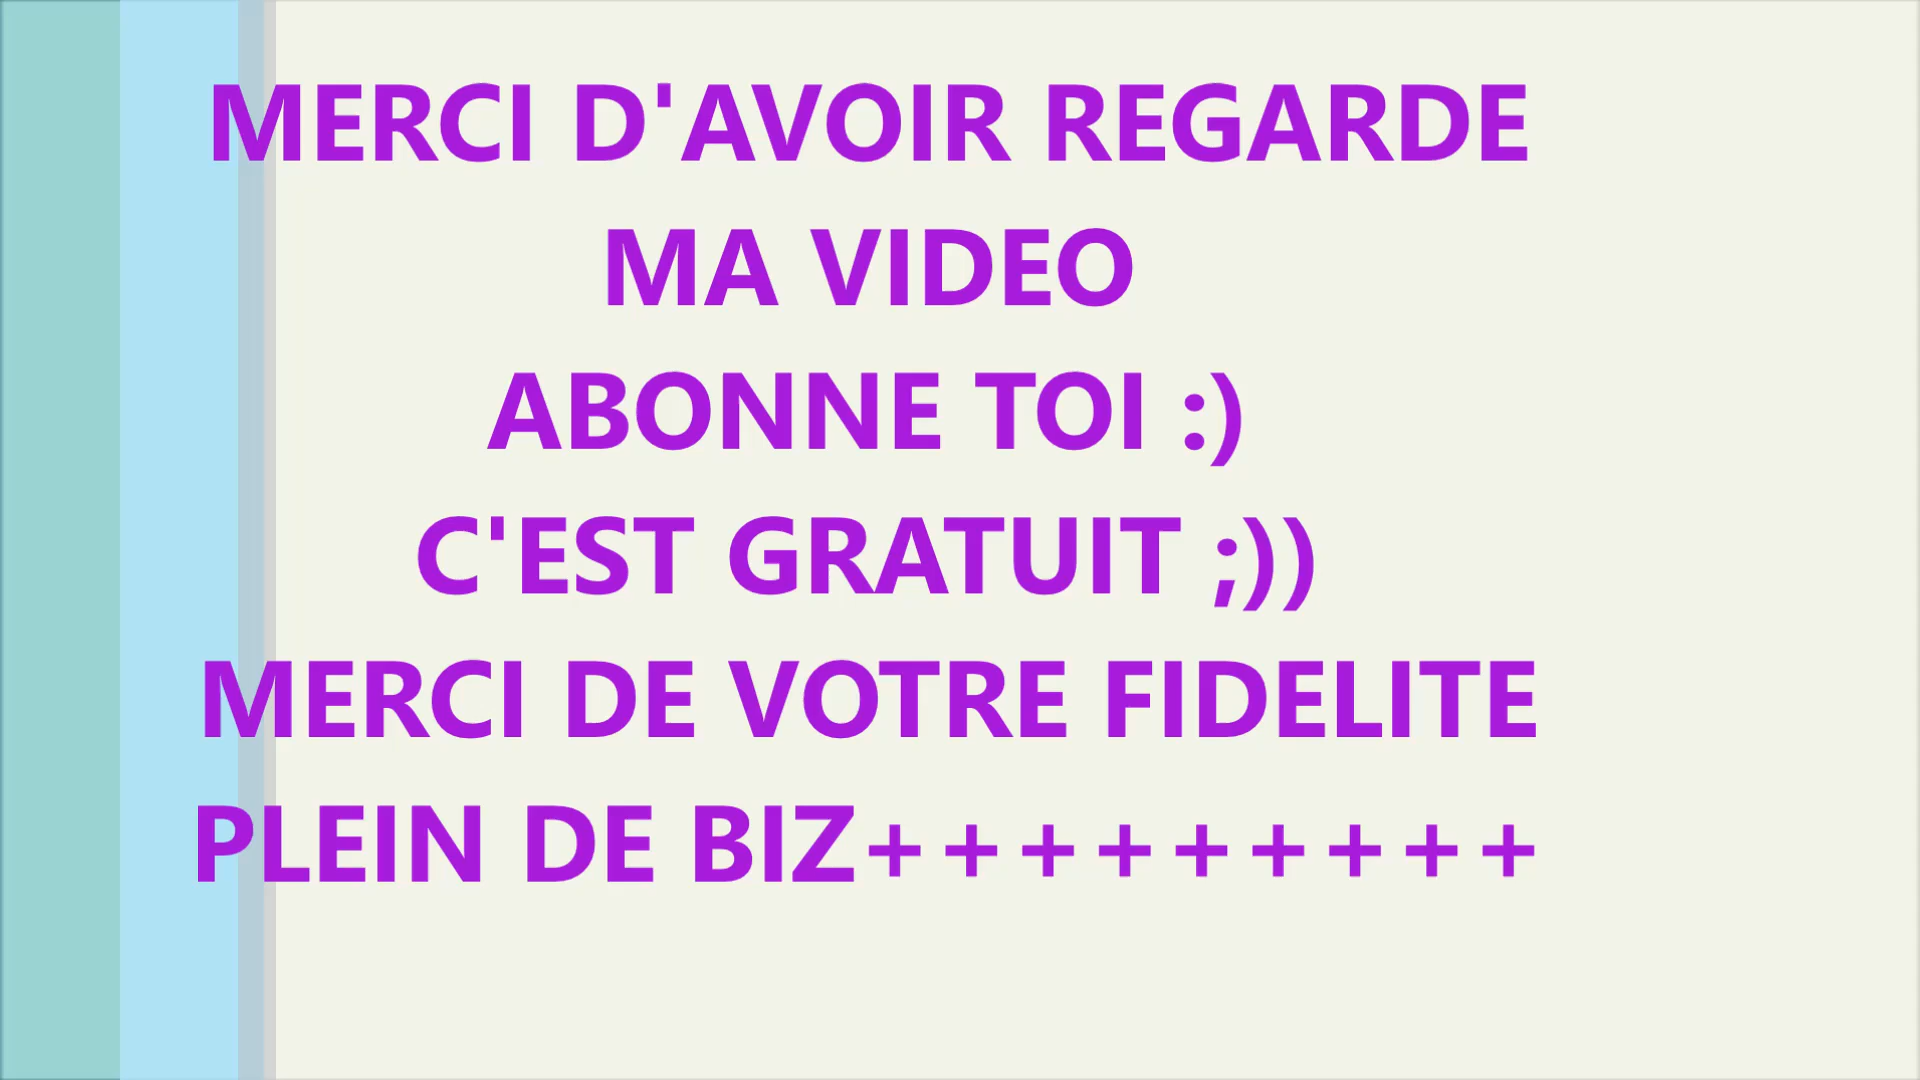 MERCI D'AVOIR REGARDE
MA VIDEO
ABONNE TOI :)
C'EST GRATUIT ;))
MERCI DE VOTRE FIDELITE
PLEIN DE BIZ+++++++++